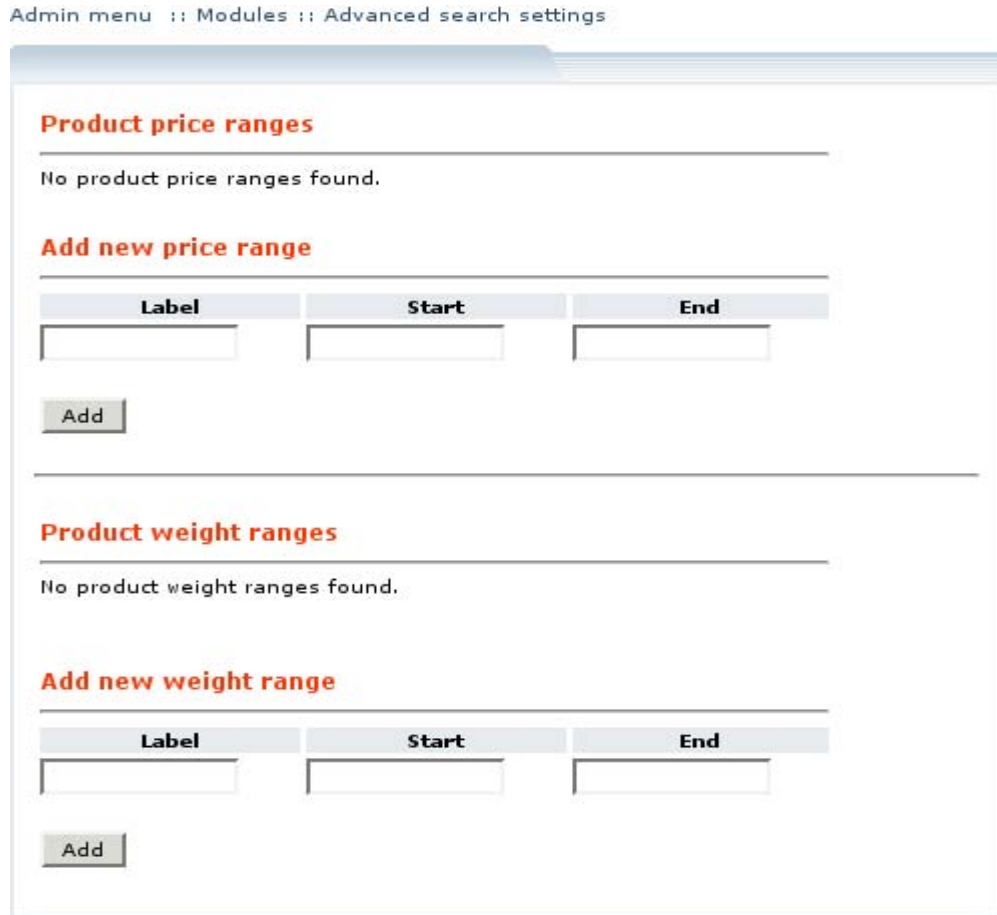 Admin menu :: Modules :: Advanced search settings
Product price ranges
No product price ranges found.
Add new price range
Label Start End
Add
Product weight ranges
No product weight ranges found.
Add new weight range
Label Start End
Add